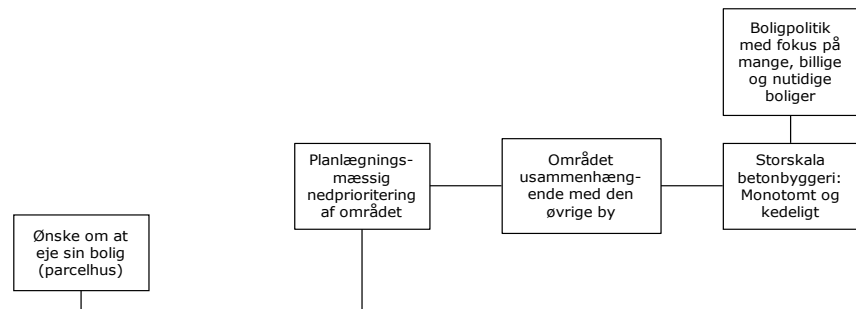 Boligpolitik
med fokus på
mange, billige
og nutidige
boliger
Planlægnings-
mæssig
nedprioritering
af området
Området
usammenhæng-
ende med den
øvrige by
Storskala
betonbyggeri:
Monotomt og
kedeligt
Ønske om at
eje sin bolig
(parcelhus)